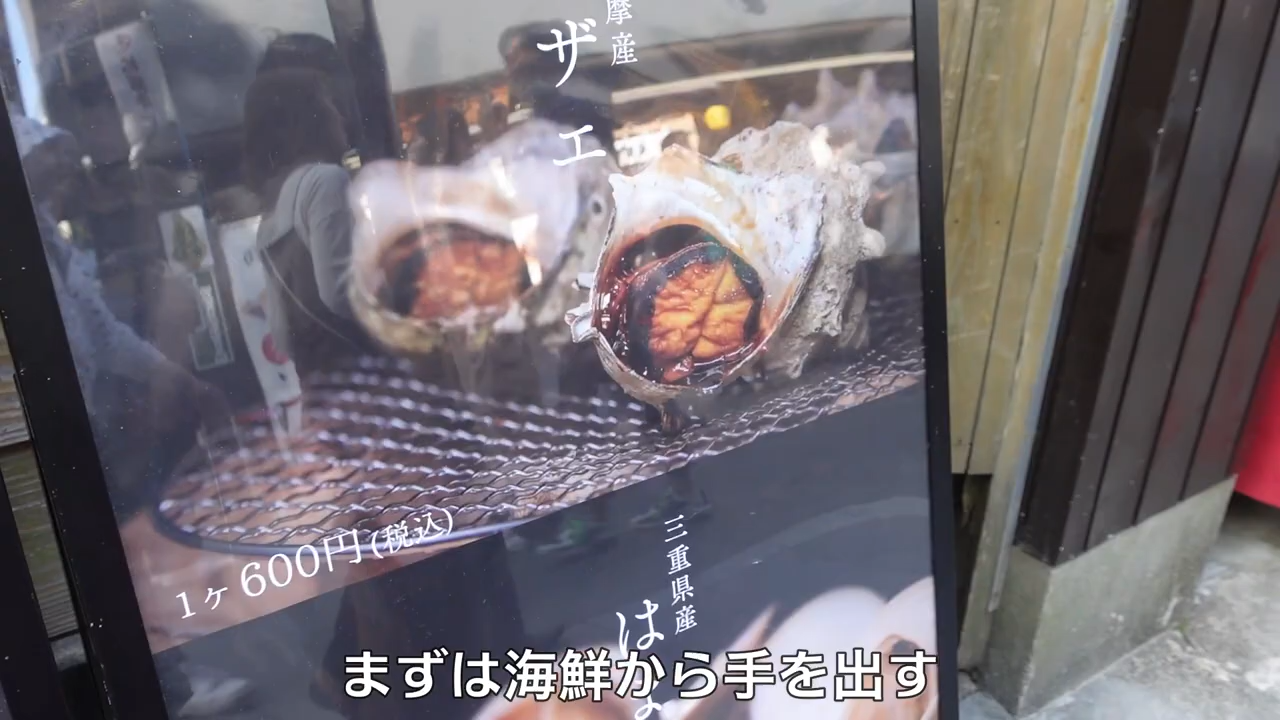 摩産
ザエ
1ヶ600円(税込)
三重県産
は
まずは海鮮から手を出す